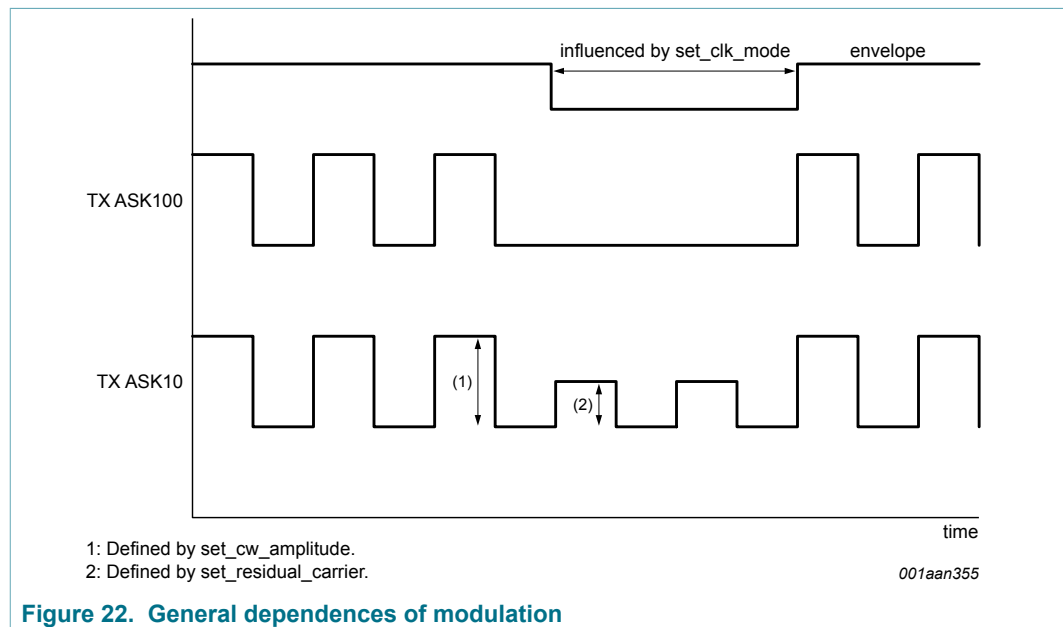 influenced by set_clk_mode
envelope
TX ASK100
TX ASK10
(1)
(2)
time
1: Defined by set_cw_amplitude.
2: Defined by set_residual_carrier.
001aan355
Figure 22. General dependences of modulation